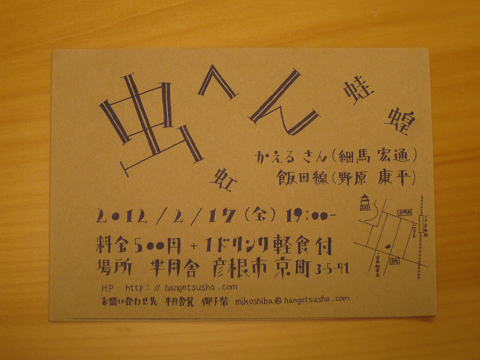 虫へん
蛙
蝗
虹
かえるさん(細馬 宏通)
飯田線(野原 康平)
2012/2/17(金) 19:00-
料金500円+1ドリンク軽食付
場所 半月舎 彦根市京町3-5-41
HP http://hangetsusha.com
お問い合わせ先 半月舎 御子柴 mikoshiba@hangetsusha.com